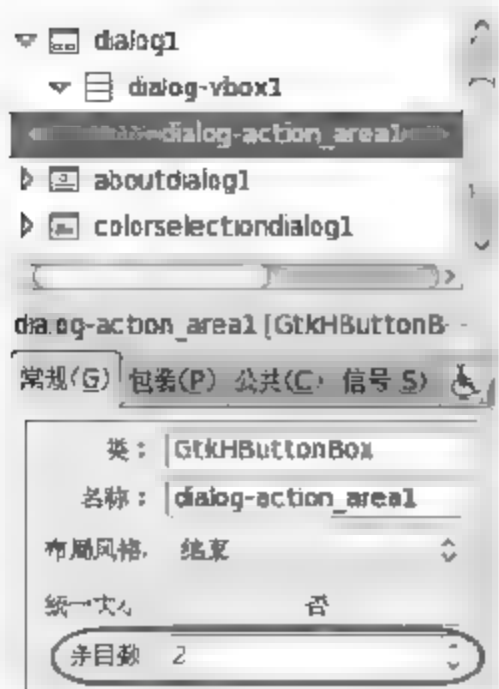 dialog1
dialog-vbox1
dialog-action_area1
aboutdialog1
colorselectiondialog1
dialog-action_area1 [GtkHButtonB
常规(G) 包装(P) 公共(C) 信号 S)
类： GtkHButtonBox
名称： dialog-action_area1
布局风格. 结束
统一大小 否
条目数 2